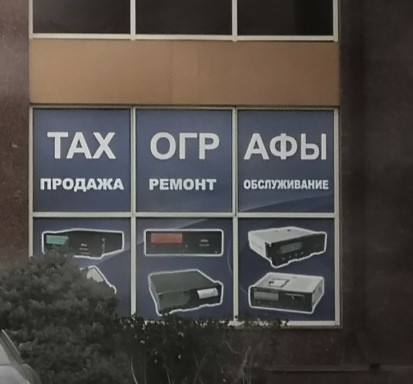 ТАХ ОГР АФЫ
ПРОДАЖА РЕМОНТ ОБСЛУЖИВАНИЕ